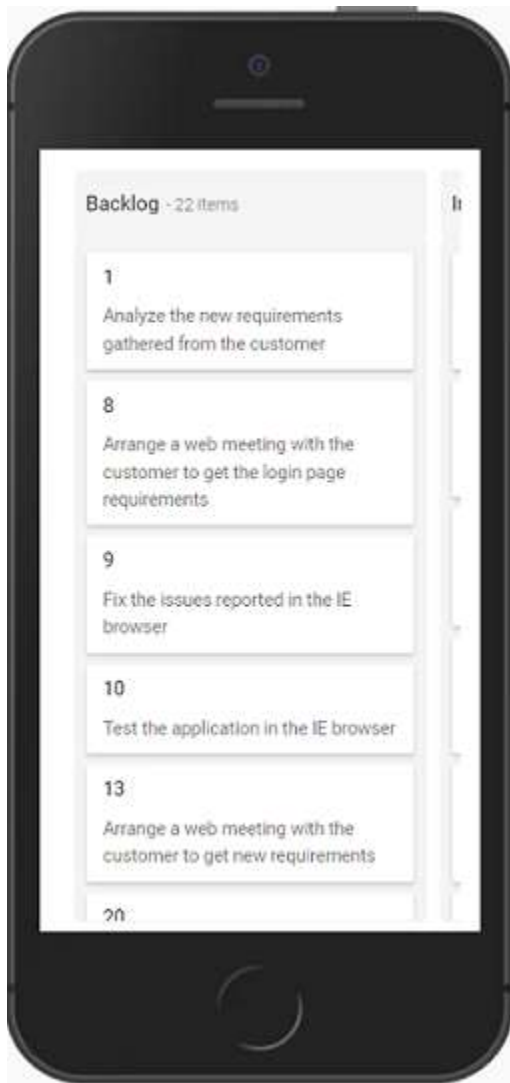 Backlog - 22 items
1
Analyze the new requirements
gathered from the customer
8
Arrange a web meeting with the
customer to get the login page
requirements
9
Fix the issues reported in the IE
browser
10
Test the application in the IE browser
13
Arrange a web meeting with the
customer to get new requirements
20